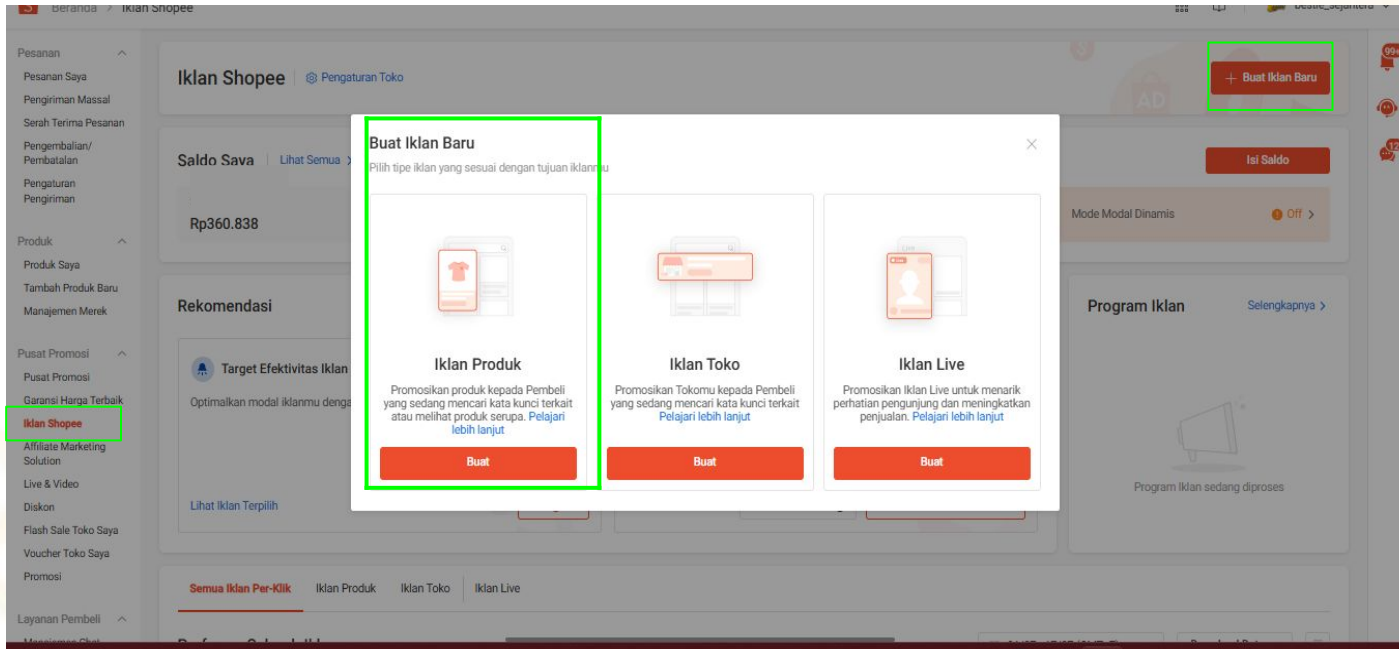 Beranda > Iklan Shopee
bestie_sejahtera
Pesanan
Pesanan Saya
Pengiriman Massal
Serah Terima Pesanan
Pengembalian/
Pembatalan
Pengaturan
Pengiriman
Produk
Produk Saya
Tambah Produk Baru
Manajemen Merek
Pusat Promosi
Pusat Promosi
Garansi Harga Terbaik
Iklan Shopee
Affiliate Marketing
Solution
Live & Video
Diskon
Flash Sale Toko Saya
Voucher Toko Saya
Promosi
Layanan Pembeli
Iklan Shopee
Pengaturan Toko
AD
+ Buat Iklan Baru
99+
12
Saldo Saya
Lihat Semua
Isi Saldo
Rp360.838
Mode Modal Dinamis
Off >
Buat Iklan Baru
Pilih tipe iklan yang sesuai dengan tujuan iklanmu
Iklan Produk
Promosikan produk kepada Pembeli
yang sedang mencari kata kunci terkait
atau melihat produk serupa. Pelajari
lebih lanjut
Buat
Iklan Toko
Promosikan Tokomu kepada Pembeli
yang sedang mencari kata kunci terkait
Pelajari lebih lanjut
Buat
Live
Iklan Live
Promosikan Iklan Live untuk menarik
perhatian pengunjung dan meningkatkan
penjualan. Pelajari lebih lanjut
Buat
Rekomendasi
Target Efektivitas Iklan
Optimalkan modal iklanmu denga
Lihat Iklan Terpilih
Program Iklan
Selengkapnya >
Program Iklan sedang diproses
Semua Iklan Per-Klik
Iklan Produk
Iklan Toko
Iklan Live